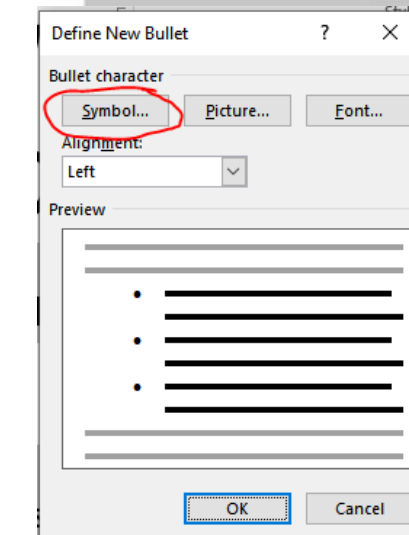 Define New Bullet ? ✕
Bullet character
Symbol... Picture... Font...
Alignment:
Left
Preview
OK Cancel